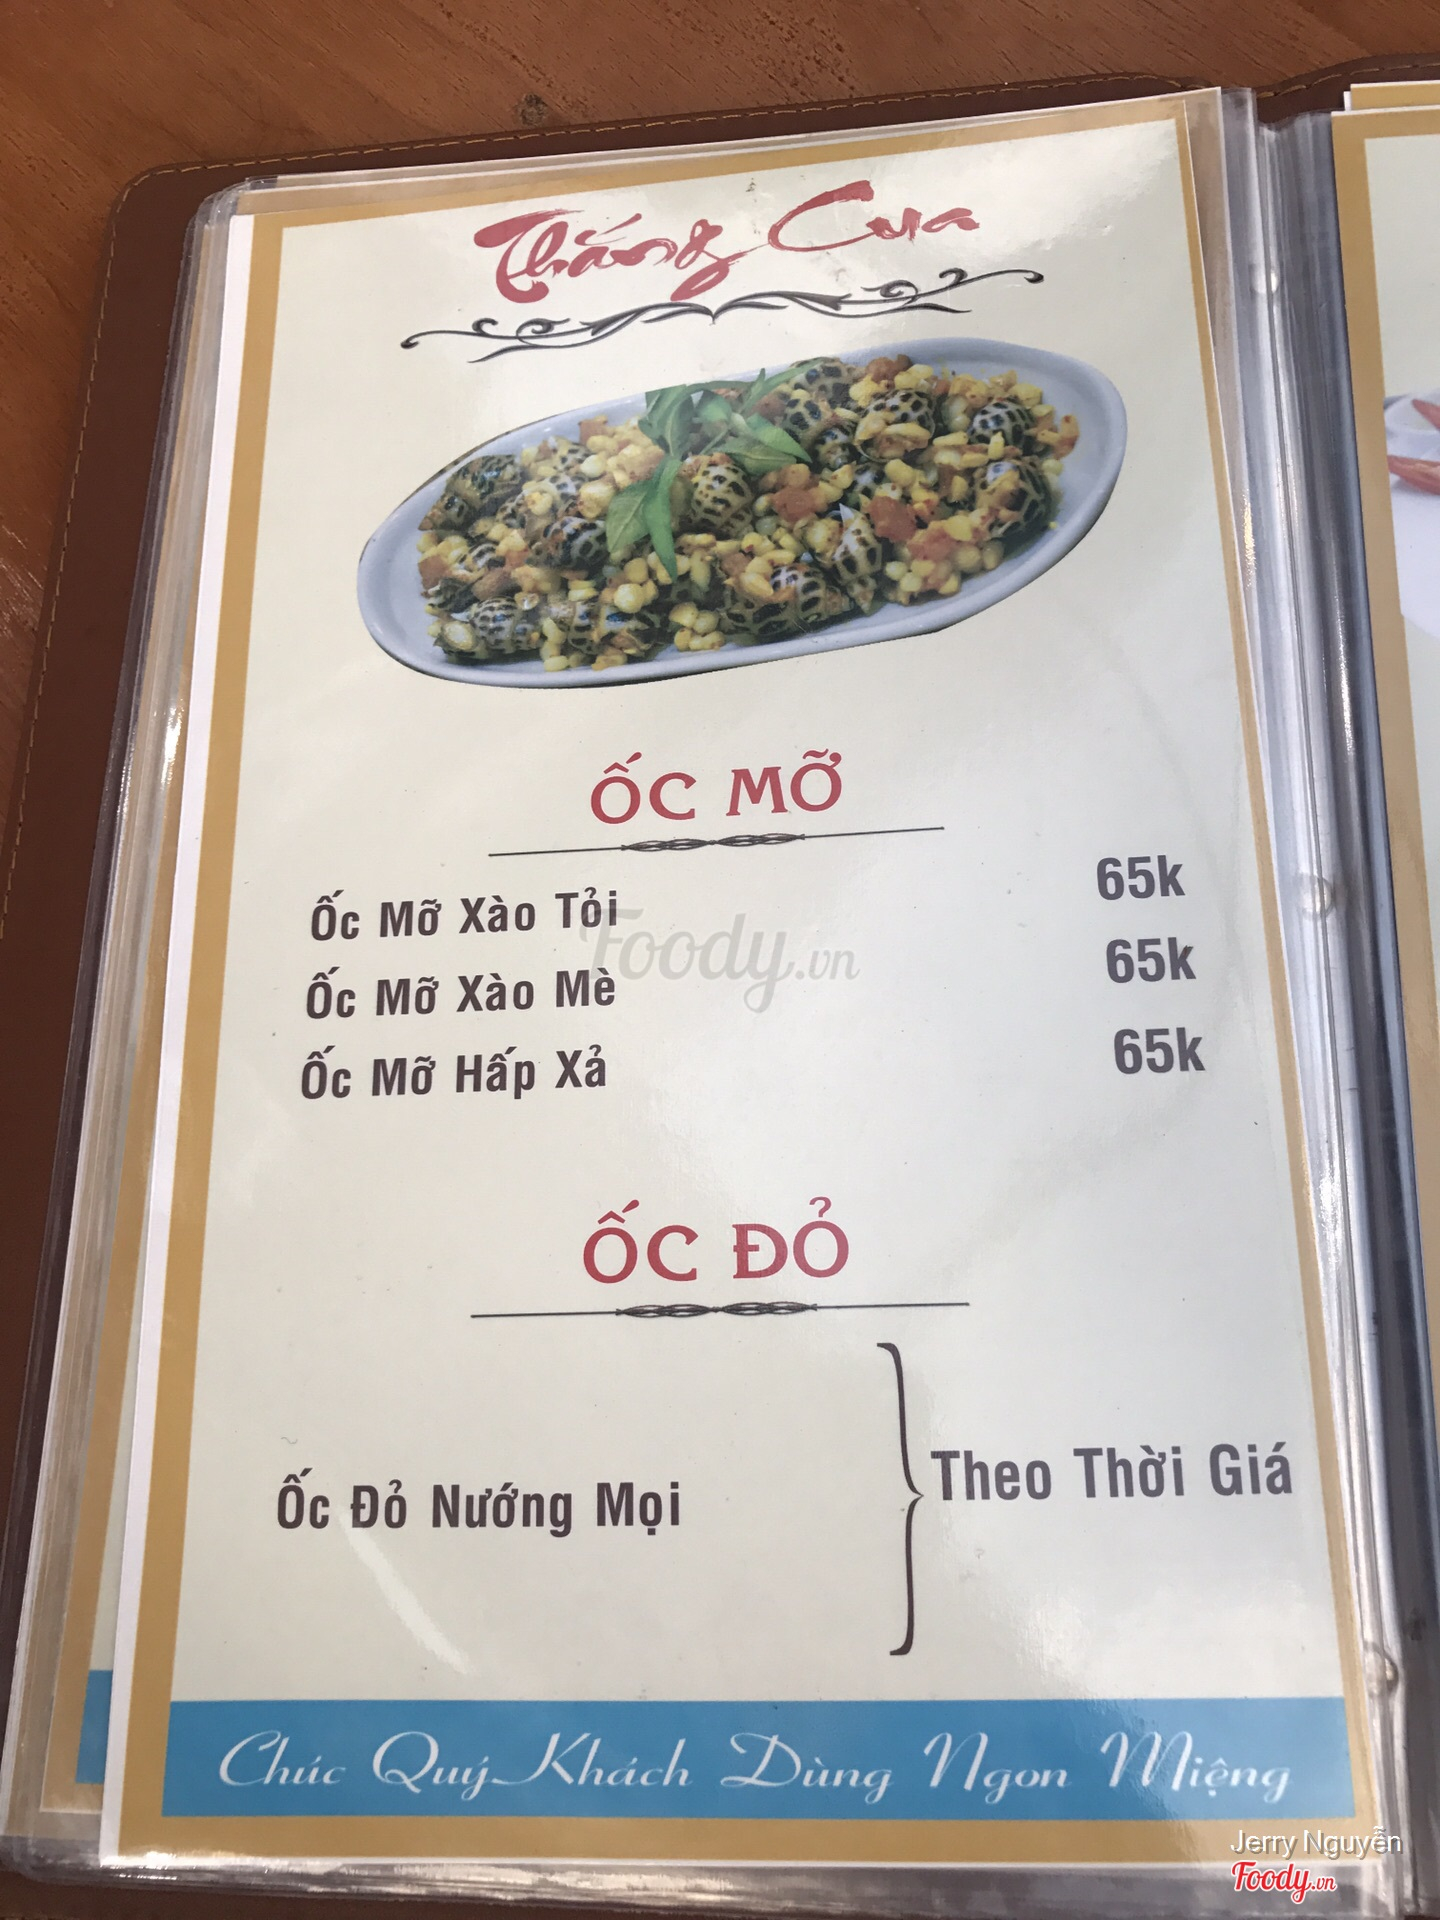 Thắng Cua
ỐC MỠ
Ốc Mỡ Xào Tỏi 65k
Ốc Mỡ Xào Mè 65k
Ốc Mỡ Hấp Xả 65k
Foody.vn
ỐC ĐỎ
Ốc Đỏ Nướng Mọi Theo Thời Giá
Chúc Quý Khách Dùng Ngon Miệng
Jerry Nguyễn
Foody.vn